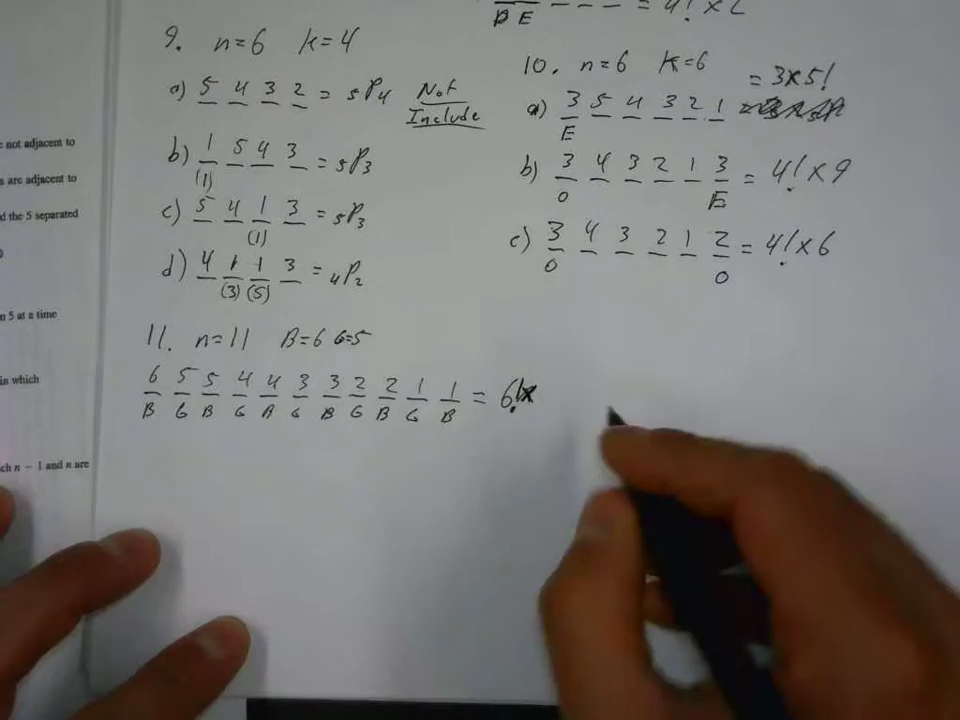 DE _ _ _ = 4! x 2
9. n=6 k=4
a) 5 4 3 2 = 5P4 Not Include
b) 1 5 4 3 = 5P3
(1)
c) 5 4 1 3 = 5P3
(1)
d) 4 1 1 3 = 4P2
(3) (5)
10. n=6 k=6
= 3x5!
a) 3 5 4 3 2 1
E
b) 3 4 3 2 1 3 = 4! x 9
O E
c) 3 4 3 2 1 2 = 4! x 6
O O
11. n=11 B=6 G=5
6 5 5 4 4 3 3 2 2 1 1 = 6!x
B G B G B G B G B G B
not adjacent to
s are adjacent to
d the 5 separated
n 5 at a time
in which
ch n − 1 and n are